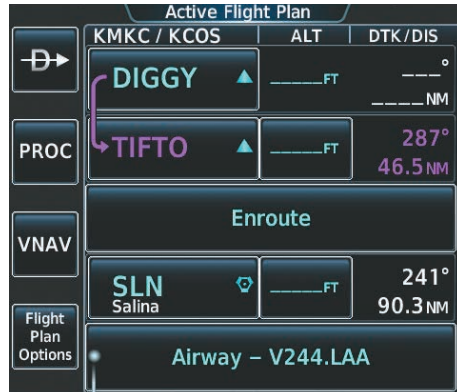 Active Flight Plan
KMKC / KCOS ALT DTK/DIS
D
DIGGY _____FT ___°
____NM
PROC
TIFTO _____FT 287°
46.5NM
Enroute
VNAV
SLN _____FT 241°
Salina 90.3NM
Flight
Plan
Options
Airway – V244.LAA